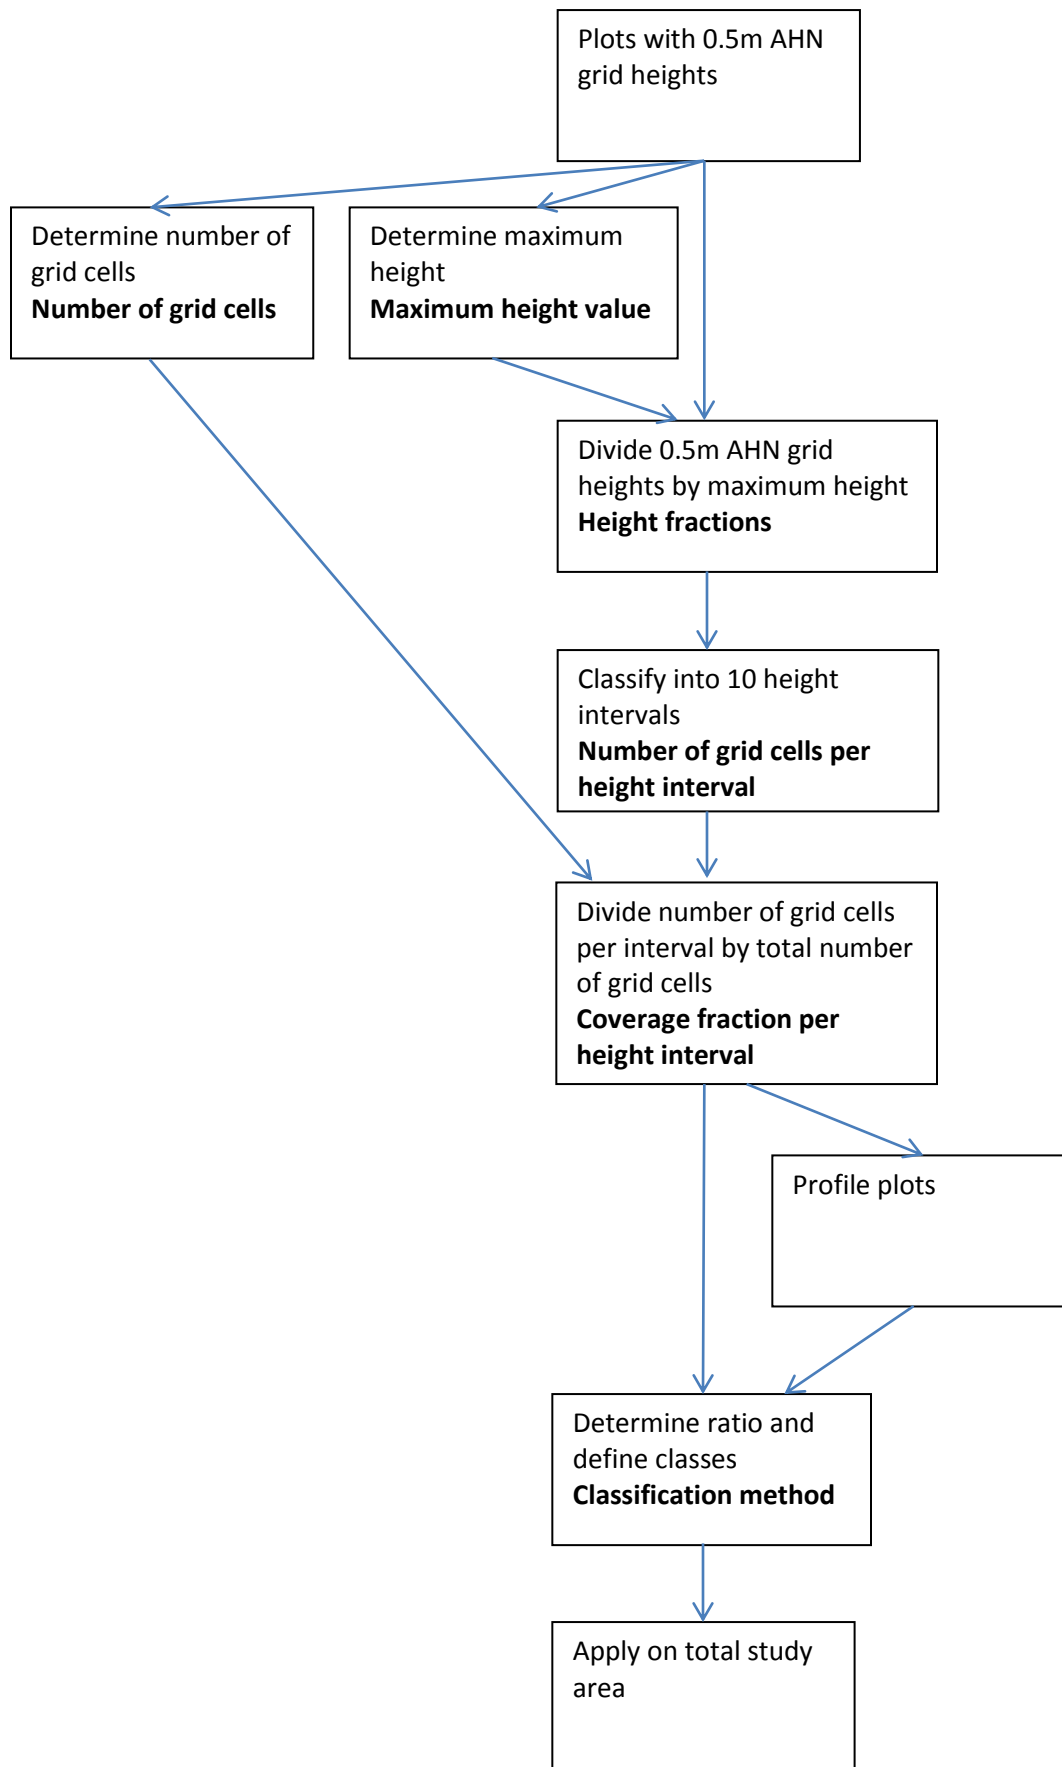 Plots with 0.5m AHN
grid heights
Determine number of
grid cells
Number of grid cells
Determine maximum
height
Maximum height value
Divide 0.5m AHN grid
heights by maximum height
Height fractions
Classify into 10 height
intervals
Number of grid cells per
height interval
Divide number of grid cells
per interval by total number
of grid cells
Coverage fraction per
height interval
Profile plots
Determine ratio and
define classes
Classification method
Apply on total study
area